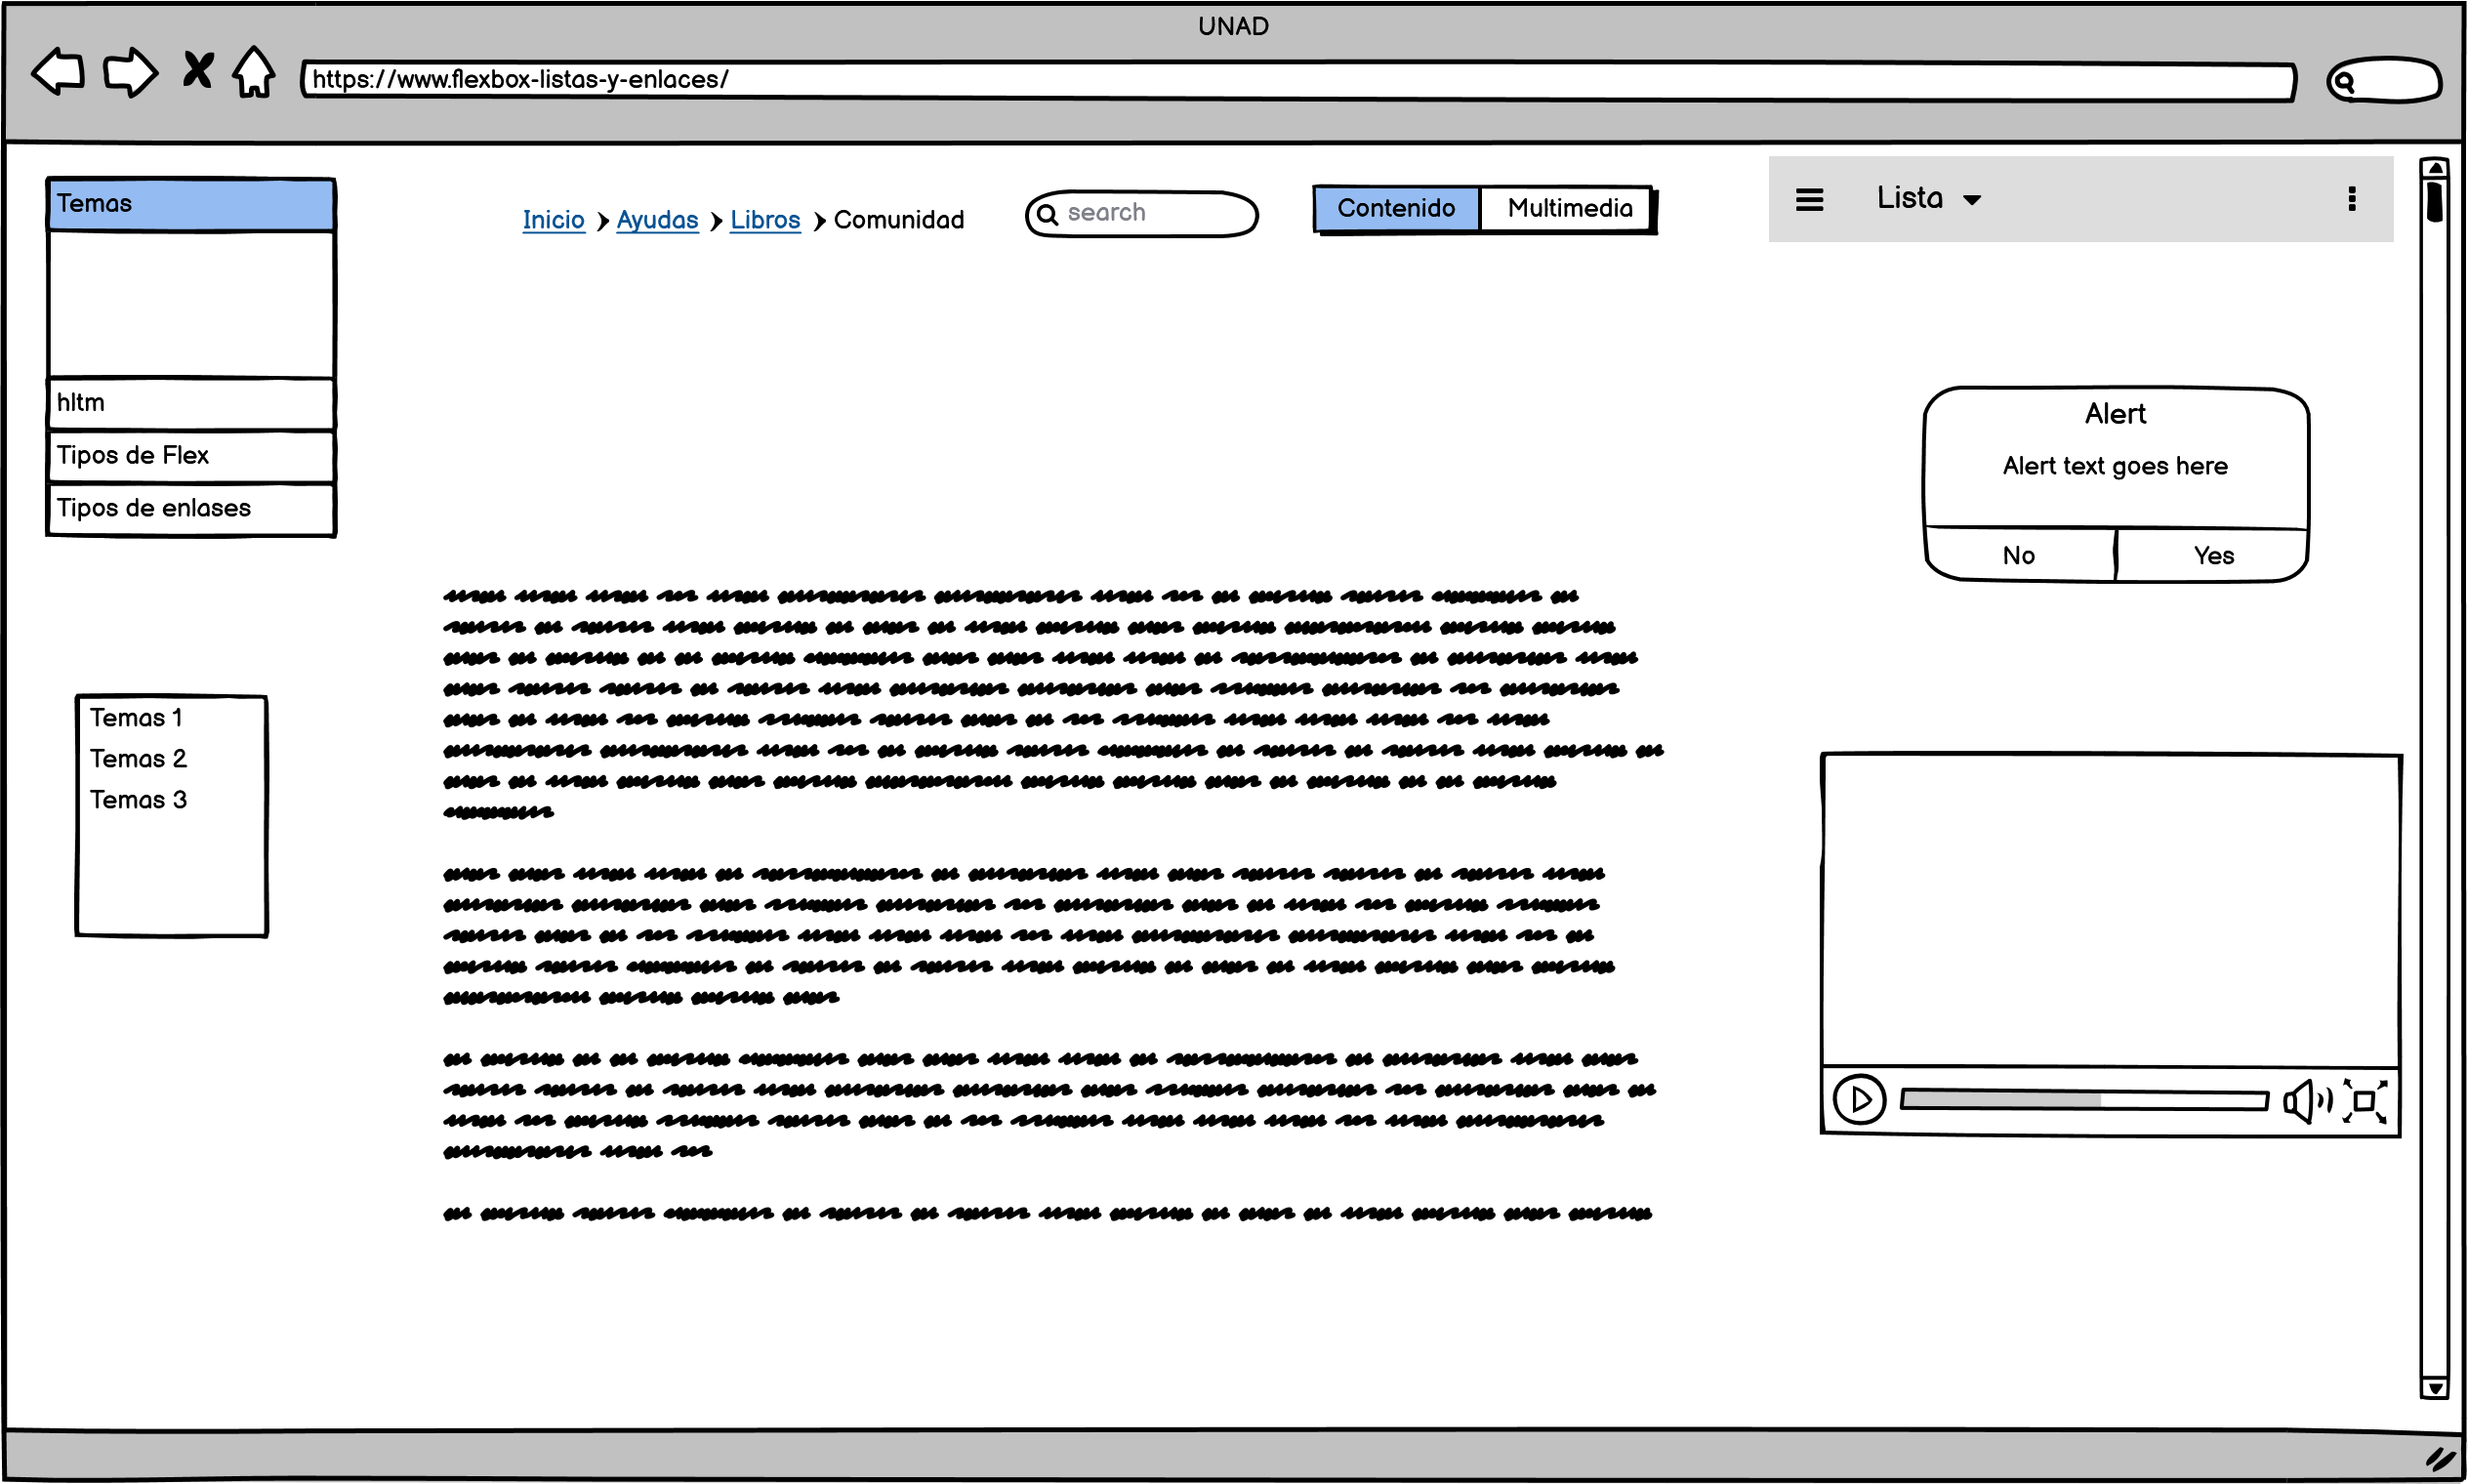 UNAD
https://www.flexbox-listas-y-enlaces/
Temas
hltm
Tipos de Flex
Tipos de enlases
Temas 1
Temas 2
Temas 3
Inicio Ayudas Libros Comunidad
search
Contenido Multimedia
Lista
Alert
Alert text goes here
No Yes